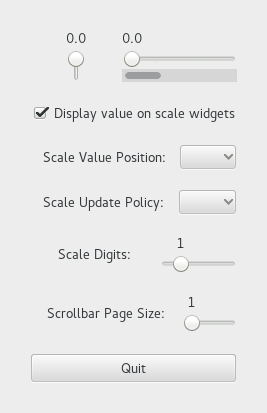 0.0 0.0
Display value on scale widgets
Scale Value Position:
Scale Update Policy:
1
Scale Digits:
1
Scrollbar Page Size:
Quit